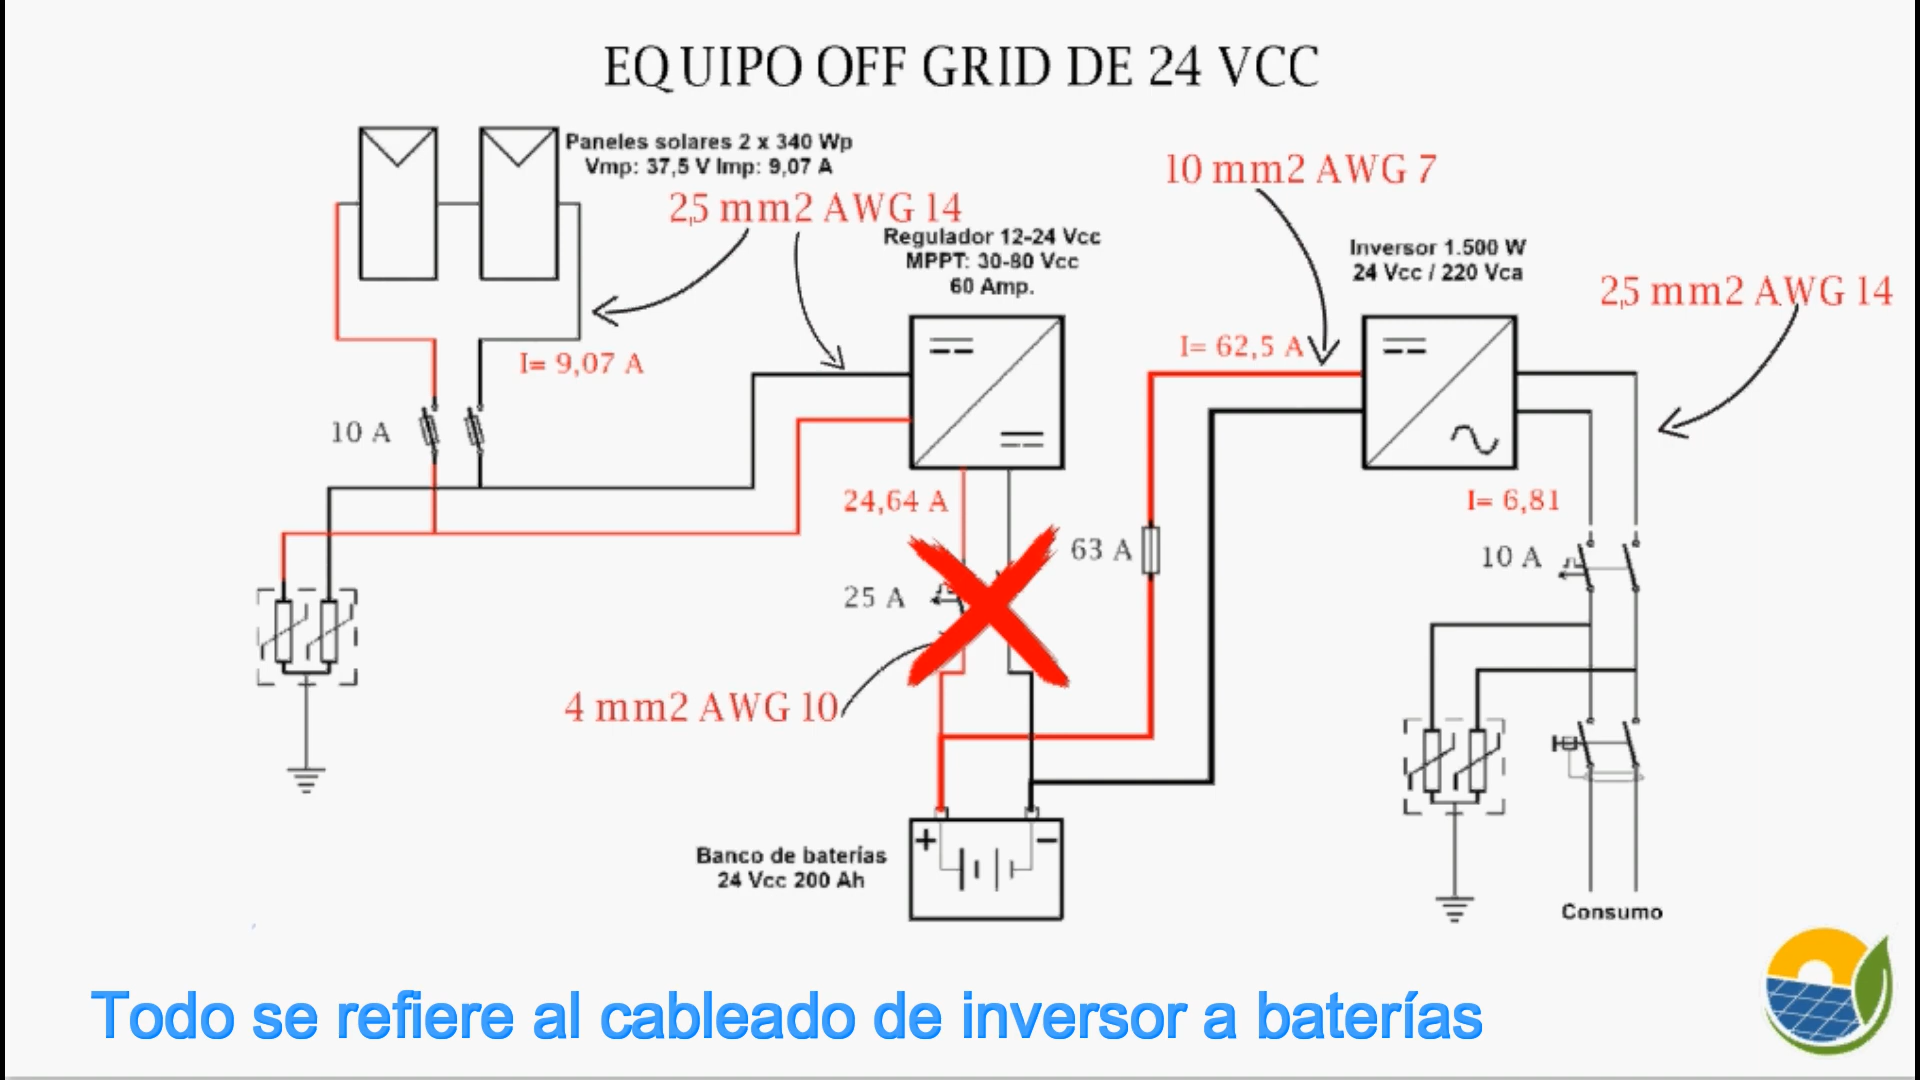 EQUIPO OFF GRID DE 24 VCC
Paneles solares 2 x 340 Wp
Vmp: 37,5 V Imp: 9,07 A
2,5 mm2 AWG 14
10 mm2 AWG 7
Regulador 12-24 Vcc
MPPT: 30-80 Vcc
60 Amp.
Inversor 1.500 W
24 Vcc / 220 Vca
2,5 mm2 AWG 14
I= 9,07 A
I= 62,5 A
10 A
24,64 A
I= 6,81
63 A
10 A
25 A
4 mm2 AWG 10
Banco de baterías
24 Vcc 200 Ah
+ −
Consumo
Todo se refiere al cableado de inversor a baterías